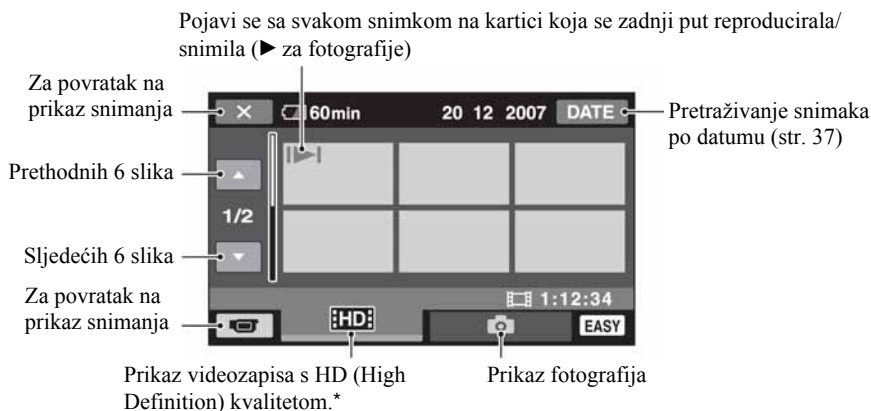 Pojavi se sa svakom snimkom na kartici koja se zadnji put reproducirala/
snimila (▶ za fotografije)
Za povratak na
prikaz snimanja
60min
20 12 2007
DATE
Pretraživanje snimaka
po datumu (str. 37)
Prethodnih 6 slika
1/2
Sljedećih 6 slika
Za povratak na
prikaz snimanja
1:12:34
HD
EASY
Prikaz videozapisa s HD (High
Definition) kvalitetom.*
Prikaz fotografija